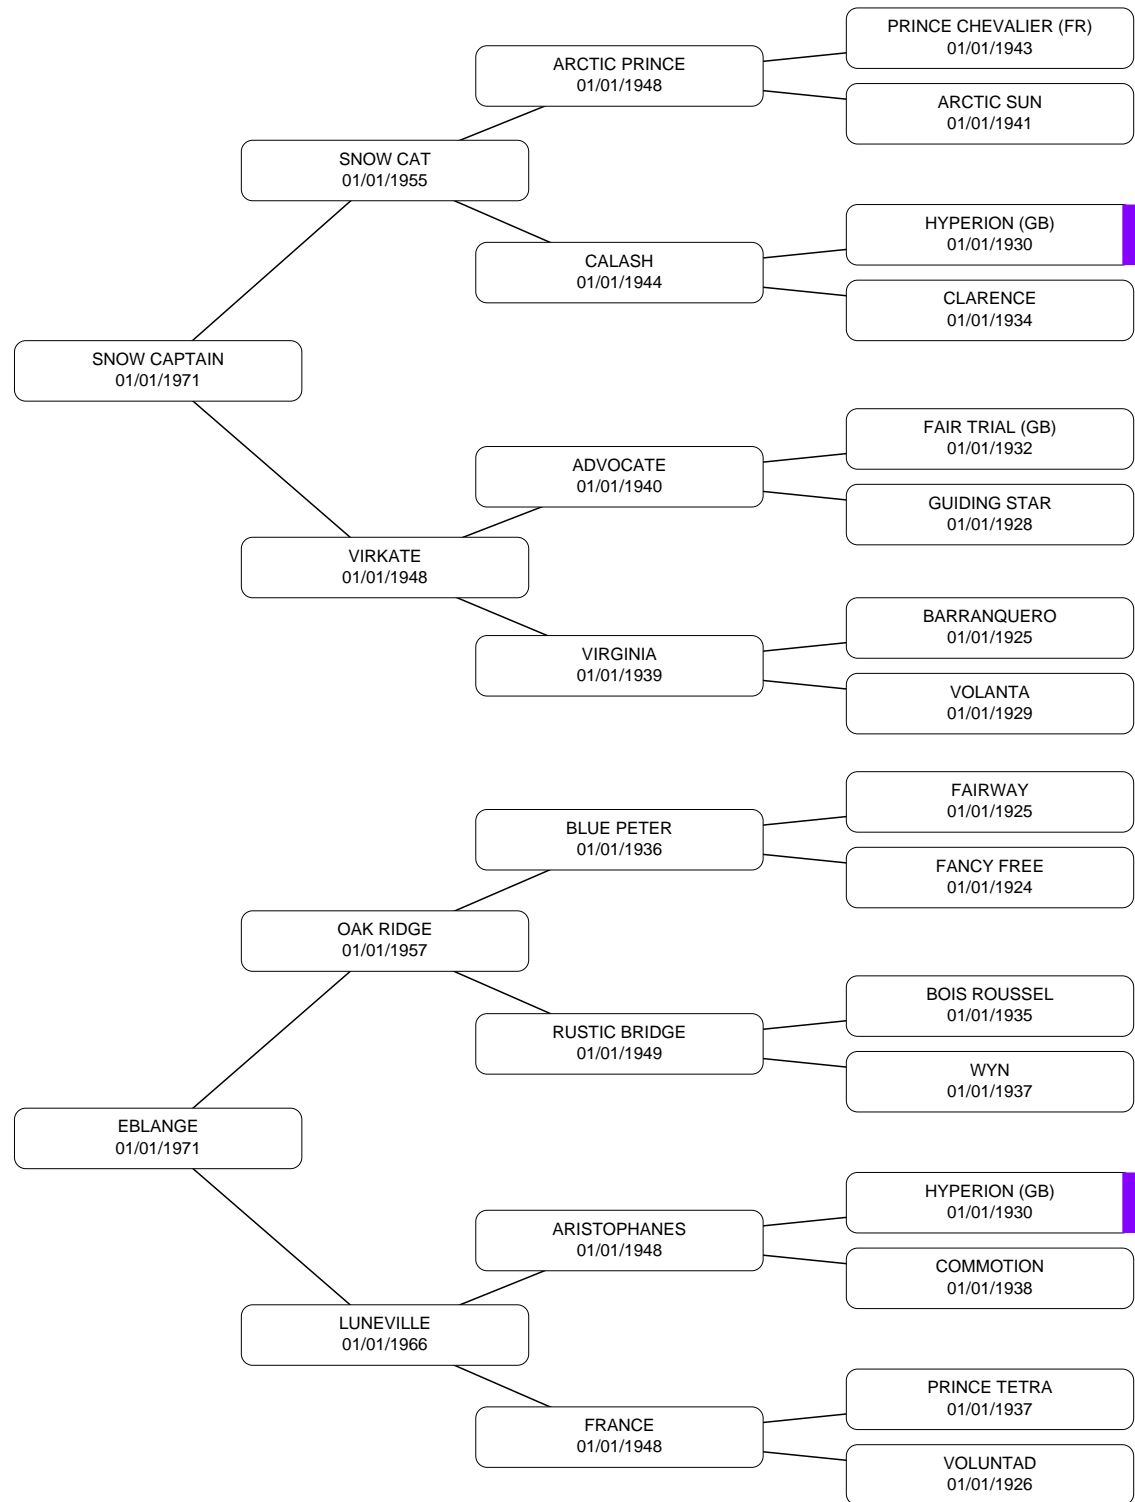 PRINCE CHEVALIER (FR)
01/01/1943
ARCTIC PRINCE
01/01/1948
ARCTIC SUN
01/01/1941
SNOW CAT
01/01/1955
HYPERION (GB)
01/01/1930
CALASH
01/01/1944
CLARENCE
01/01/1934
SNOW CAPTAIN
01/01/1971
FAIR TRIAL (GB)
01/01/1932
ADVOCATE
01/01/1940
GUIDING STAR
01/01/1928
VIRKATE
01/01/1948
BARRANQUERO
01/01/1925
VIRGINIA
01/01/1939
VOLANTA
01/01/1929
FAIRWAY
01/01/1925
BLUE PETER
01/01/1936
FANCY FREE
01/01/1924
OAK RIDGE
01/01/1957
BOIS ROUSSEL
01/01/1935
RUSTIC BRIDGE
01/01/1949
WYN
01/01/1937
EBLANGE
01/01/1971
HYPERION (GB)
01/01/1930
ARISTOPHANES
01/01/1948
COMMOTION
01/01/1938
LUNEVILLE
01/01/1966
PRINCE TETRA
01/01/1937
FRANCE
01/01/1948
VOLUNTAD
01/01/1926